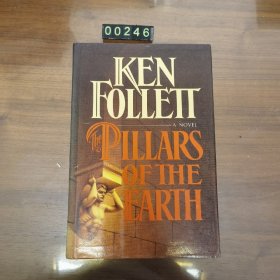 00246
KEN
FOLLETT
A NOVEL
The PILLARS
OF THE
EARTH